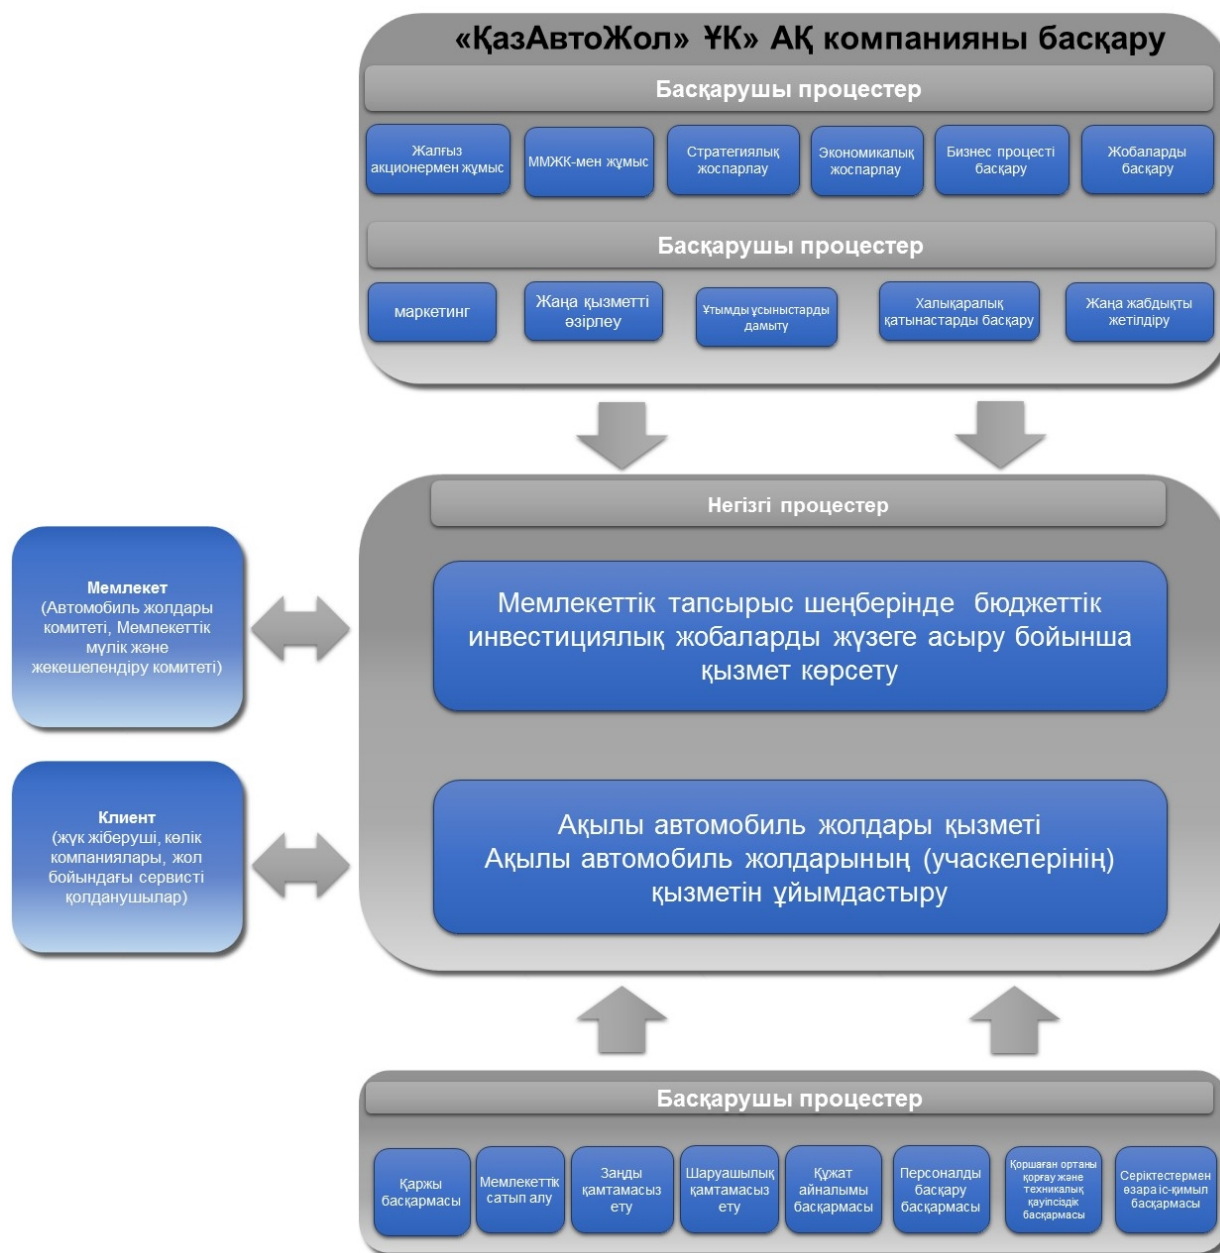 «ҚазАвтоЖол» ҰК» АҚ компанияны басқару
Басқарушы процестер
Жалғыз
акционермен жұмыс
ММЖК-мен жұмыс
Стратегиялық
жоспарлау
Экономикалық
жоспарлау
Бизнес процесті
басқару
Жобаларды
басқару
Басқарушы процестер
маркетинг
Жаңа қызметті
әзірлеу
Ұтымды ұсыныстарды
дамыту
Халықаралық
қатынастарды басқару
Жаңа жабдықты
жетілдіру
Негізгі процестер
Мемлекет
(Автомобиль жолдары
комитеті, Мемлекеттік
мүлік және
жекешелендіру комитеті)
Мемлекеттік тапсырыс шеңберінде бюджеттік
инвестициялық жобаларды жүзеге асыру бойынша
қызмет көрсету
Клиент
(жүк жіберуші, көлік
компаниялары, жол
бойындағы сервисті
қолданушылар)
Ақылы автомобиль жолдары қызметі
Ақылы автомобиль жолдарының (учаскелерінің)
қызметін ұйымдастыру
Басқарушы процестер
Қаржы
басқармасы
Мемлекеттік
сатып алу
Заңды
қамтамасыз
ету
Шаруашылық
қамтамасыз
ету
Құжат
айналымы
басқармасы
Персоналды
басқару
басқармасы
Қоршаған ортаны
қорғау және
техникалық
қауіпсіздік
басқармасы
Серіктестермен
өзара іс-қимыл
басқармасы